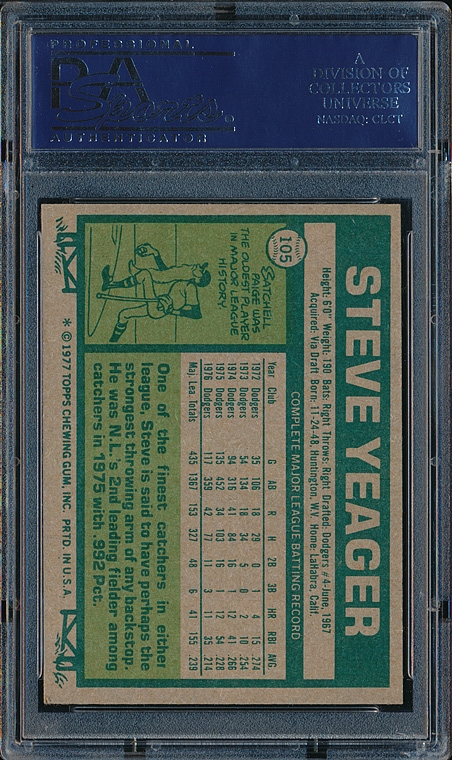 PROFESSIONAL
PSA
Sports
AUTHENTICATOR
A
DIVISION OF
COLLECTORS
UNIVERSE
NASDAQ: CLCT
105
STEVE YEAGER
Height: 6'0" Weight: 190 Bats: Right Throws: Right Drafted: Dodgers #4-June, 1967
Acquired: Via Draft Born: 11-24-48, Huntington, W.V. Home: LaHabra, Calif.
COMPLETE MAJOR LEAGUE BATTING RECORD
Year Club G AB R H 2B 3B HR RBI AVG.
1972 Dodgers 35 106 18 29 0 1 4 15 .274
1973 Dodgers 54 134 18 34 5 0 2 10 .254
1974 Dodgers 94 316 41 84 16 1 12 41 .266
1975 Dodgers 135 452 34 103 16 1 12 54 .228
1976 Dodgers 117 359 42 77 11 3 11 35 .214
Maj. Lea. Totals 435 1367 153 327 48 6 41 155 .239
SATCHELL
PAIGE WAS
THE OLDEST PLAYER
IN MAJOR LEAGUE
HISTORY.
One of the finest catchers in either
league, Steve is said to have perhaps the
strongest throwing arm of any backstop.
He was N.L.'s 2nd leading fielder among
catchers in 1975 with .992 Pct.
* © 1977 TOPPS CHEWING GUM, INC. PRTD. IN U.S.A.